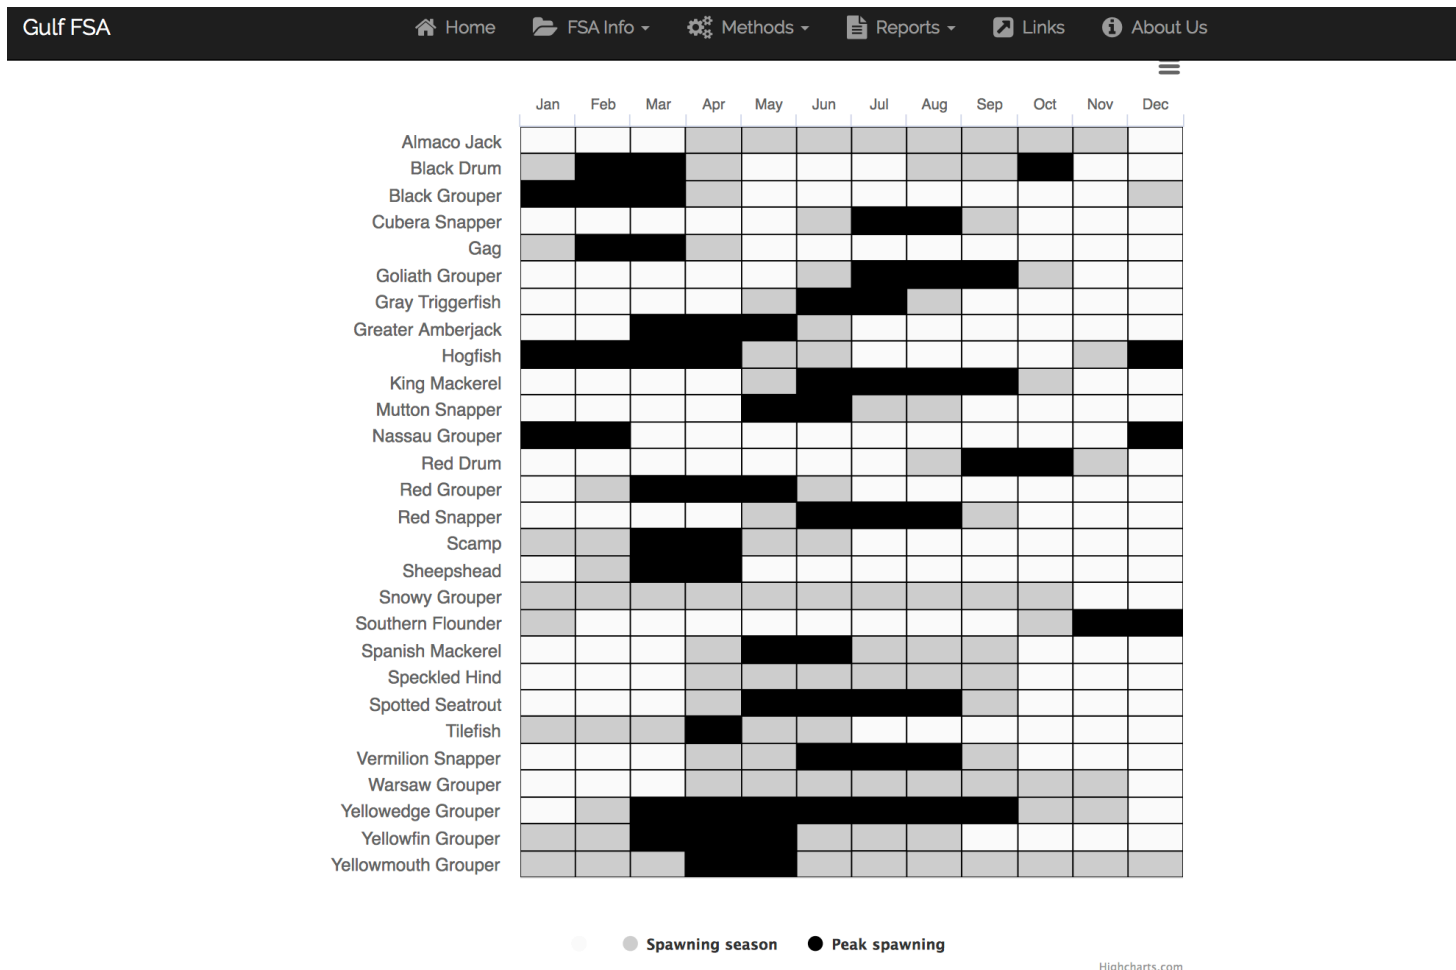 Gulf FSA Home FSA Info Methods Reports Links About Us
Jan Feb Mar Apr May Jun Jul Aug Sep Oct Nov Dec
Almaco Jack
Black Drum
Black Grouper
Cubera Snapper
Gag
Goliath Grouper
Gray Triggerfish
Greater Amberjack
Hogfish
King Mackerel
Mutton Snapper
Nassau Grouper
Red Drum
Red Grouper
Red Snapper
Scamp
Sheepshead
Snowy Grouper
Southern Flounder
Spanish Mackerel
Speckled Hind
Spotted Seatrout
Tilefish
Vermilion Snapper
Warsaw Grouper
Yellowedge Grouper
Yellowfin Grouper
Yellowmouth Grouper
Spawning season Peak spawning
Highcharts.com